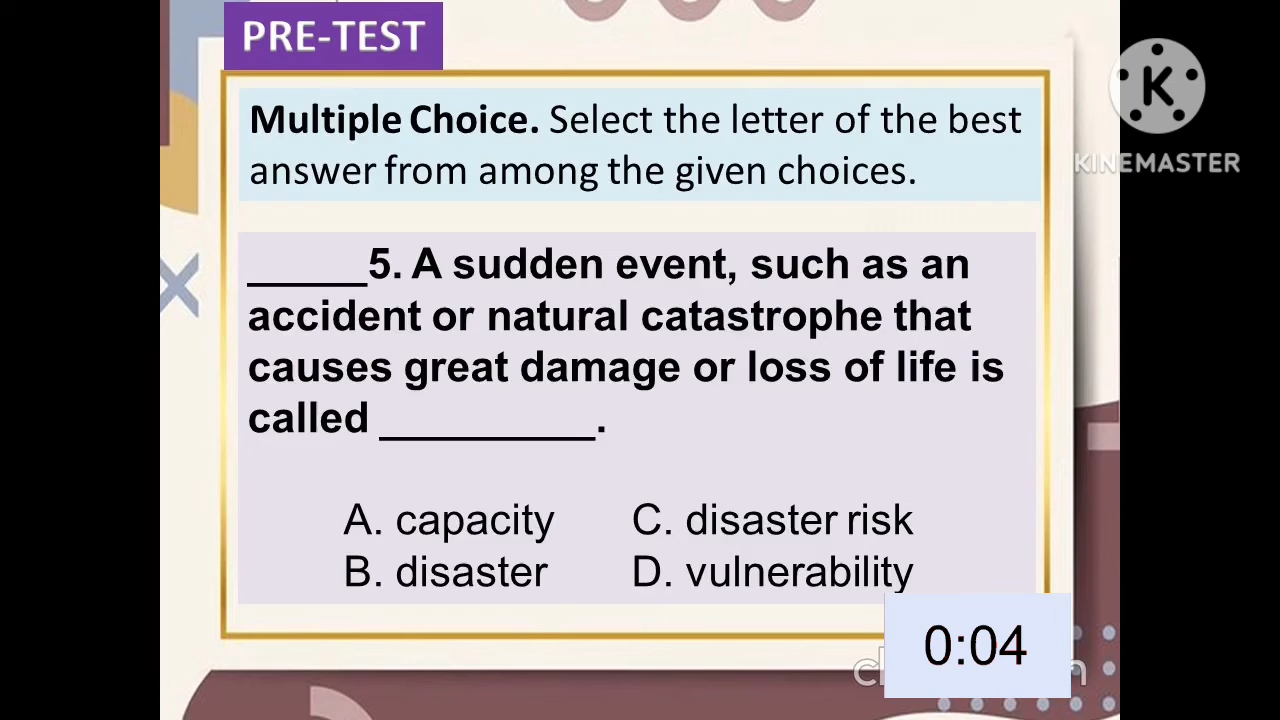 PRE-TEST
K
KINEMASTER
Multiple Choice. Select the letter of the best
answer from among the given choices.
_____5. A sudden event, such as an
accident or natural catastrophe that
causes great damage or loss of life is
called _________.
A. capacity C. disaster risk
B. disaster D. vulnerability
0:04